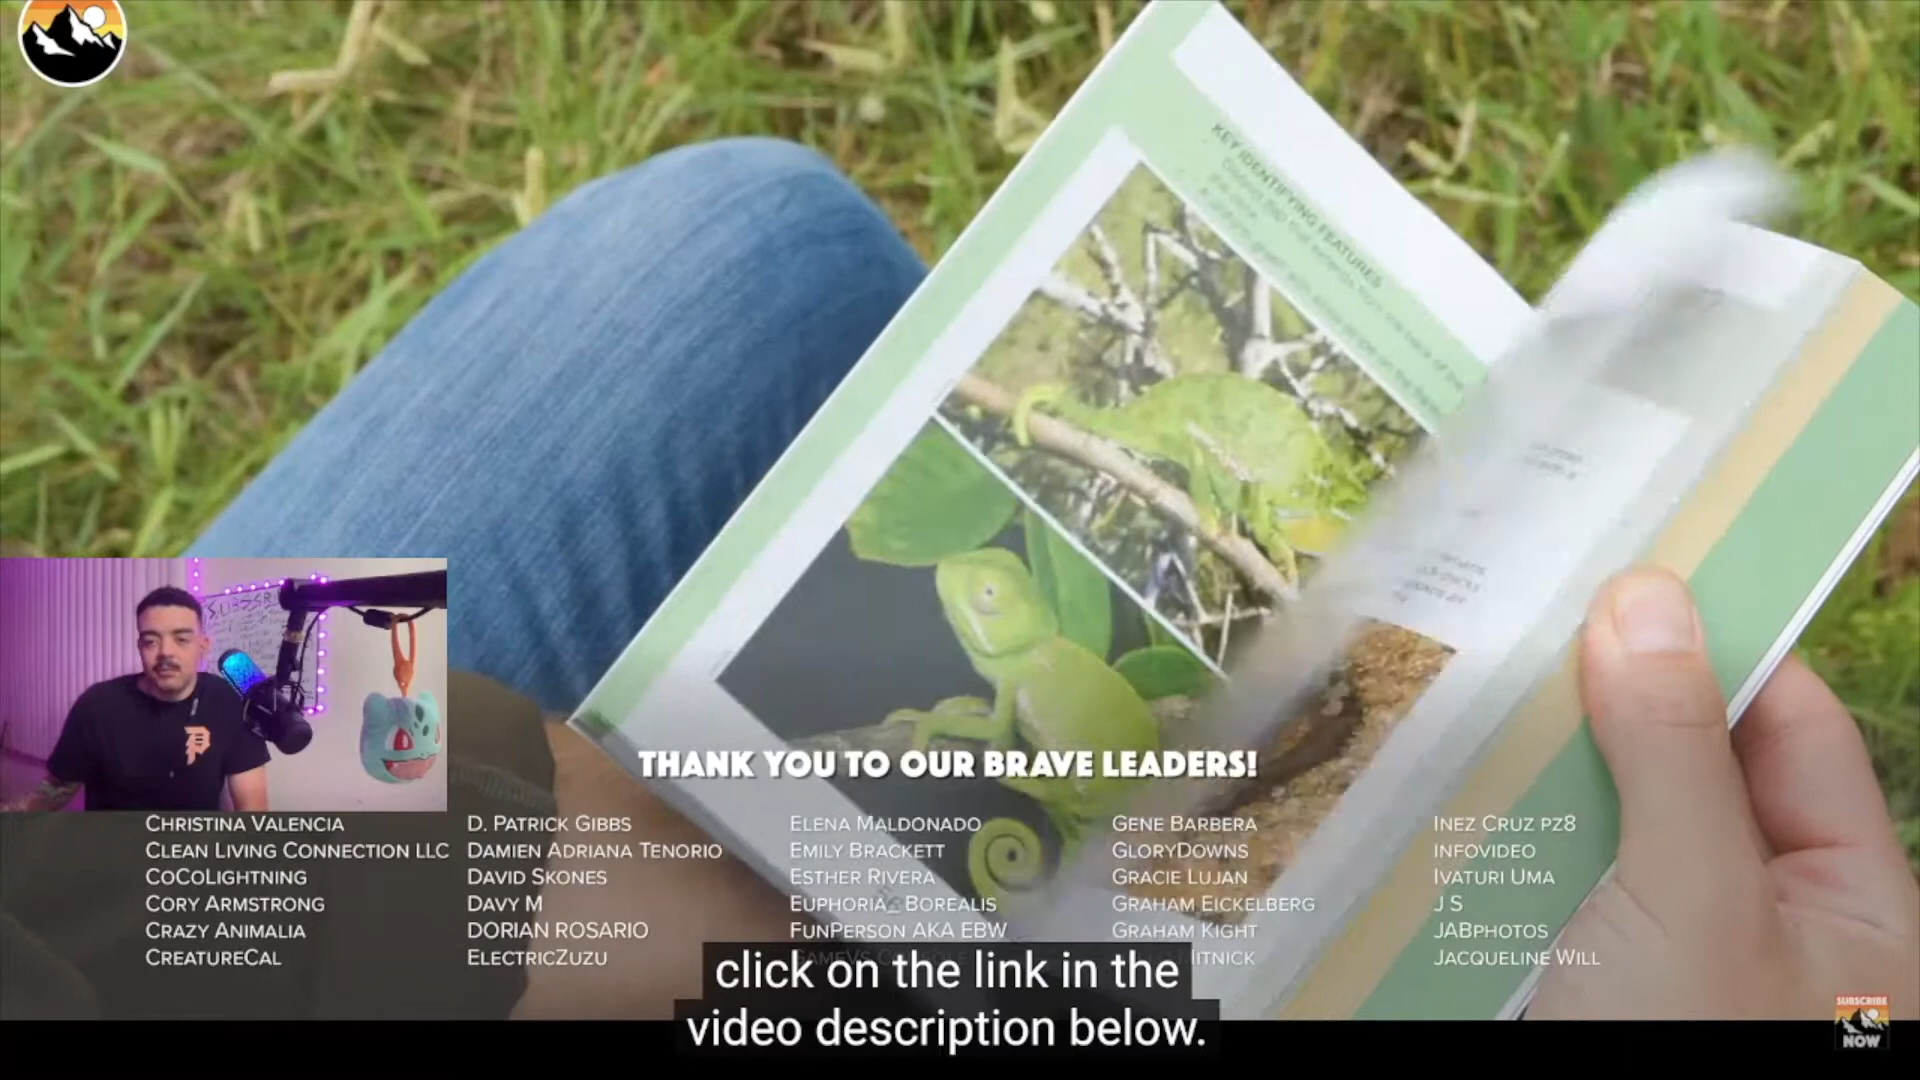 KEY IDENTIFYING FEATURES
SUBSCRI
P
THANK YOU TO OUR BRAVE LEADERS!
CHRISTINA VALENCIA
CLEAN LIVING CONNECTION LLC
COCOLIGHTNING
CORY ARMSTRONG
CRAZY ANIMALIA
CREATURECAL
D. PATRICK GIBBS
DAMIEN ADRIANA TENORIO
DAVID SKONES
DAVY M
DORIAN ROSARIO
ELECTRICZUZU
ELENA MALDONADO
EMILY BRACKETT
ESTHER RIVERA
EUPHORIA BOREALIS
FUNPERSON AKA EBW
GENE BARBERA
GLORYDOWNS
GRACIE LUJAN
GRAHAM EICKELBERG
GRAHAM KIGHT
INEZ CRUZ PZ8
INFOVIDEO
IVATURI UMA
J S
JABPHOTOS
JACQUELINE WILL
click on the link in the
video description below.
SUBSCRIBE
NOW